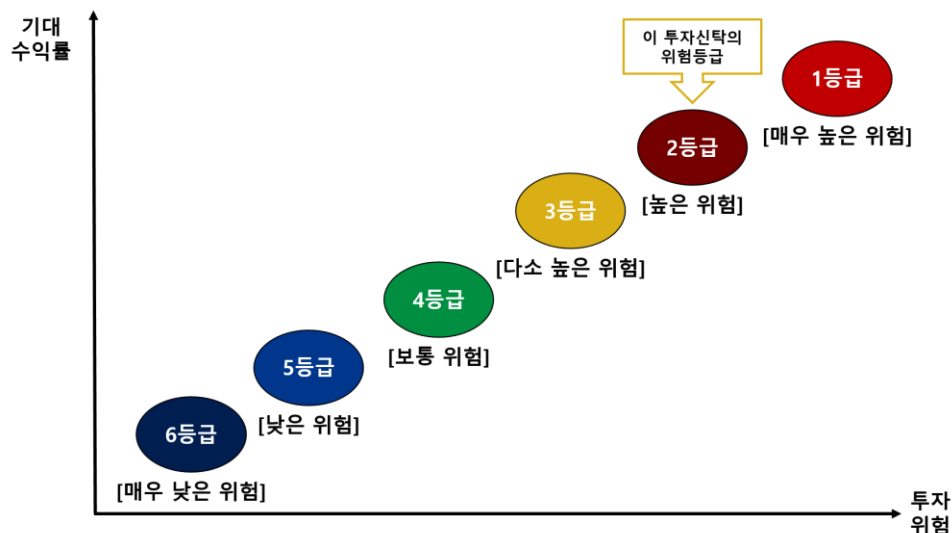 기대
수익률
이 투자신탁의
위험등급
1등급
[매우 높은 위험]
2등급
[높은 위험]
3등급
[다소 높은 위험]
4등급
[보통 위험]
5등급
[낮은 위험]
6등급
[매우 낮은 위험]
투자
위험